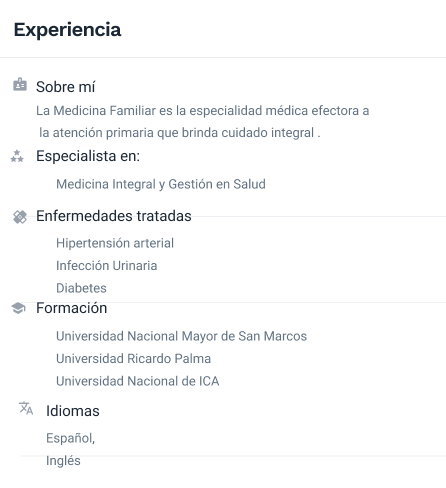 Experiencia
Sobre mí
La Medicina Familiar es la especialidad médica efectora a
la atención primaria que brinda cuidado integral .
Especialista en:
Medicina Integral y Gestión en Salud
Enfermedades tratadas
Hipertensión arterial
Infección Urinaria
Diabetes
Formación
Universidad Nacional Mayor de San Marcos
Universidad Ricardo Palma
Universidad Nacional de ICA
Idiomas
Español,
Inglés